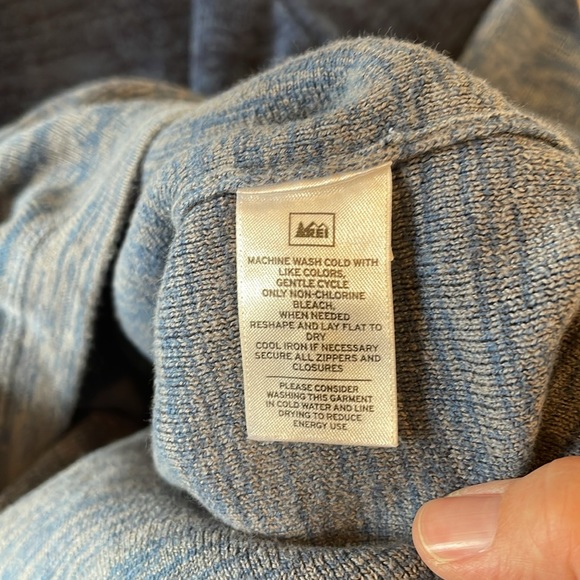 REI
MACHINE WASH COLD WITH
LIKE COLORS,
GENTLE CYCLE
ONLY NON-CHLORINE
BLEACH,
WHEN NEEDED
RESHAPE AND LAY FLAT TO
DRY
COOL IRON IF NECESSARY
SECURE ALL ZIPPERS AND
CLOSURES
PLEASE CONSIDER
WASHING THIS GARMENT
IN COLD WATER AND LINE
DRYING TO REDUCE
ENERGY USE